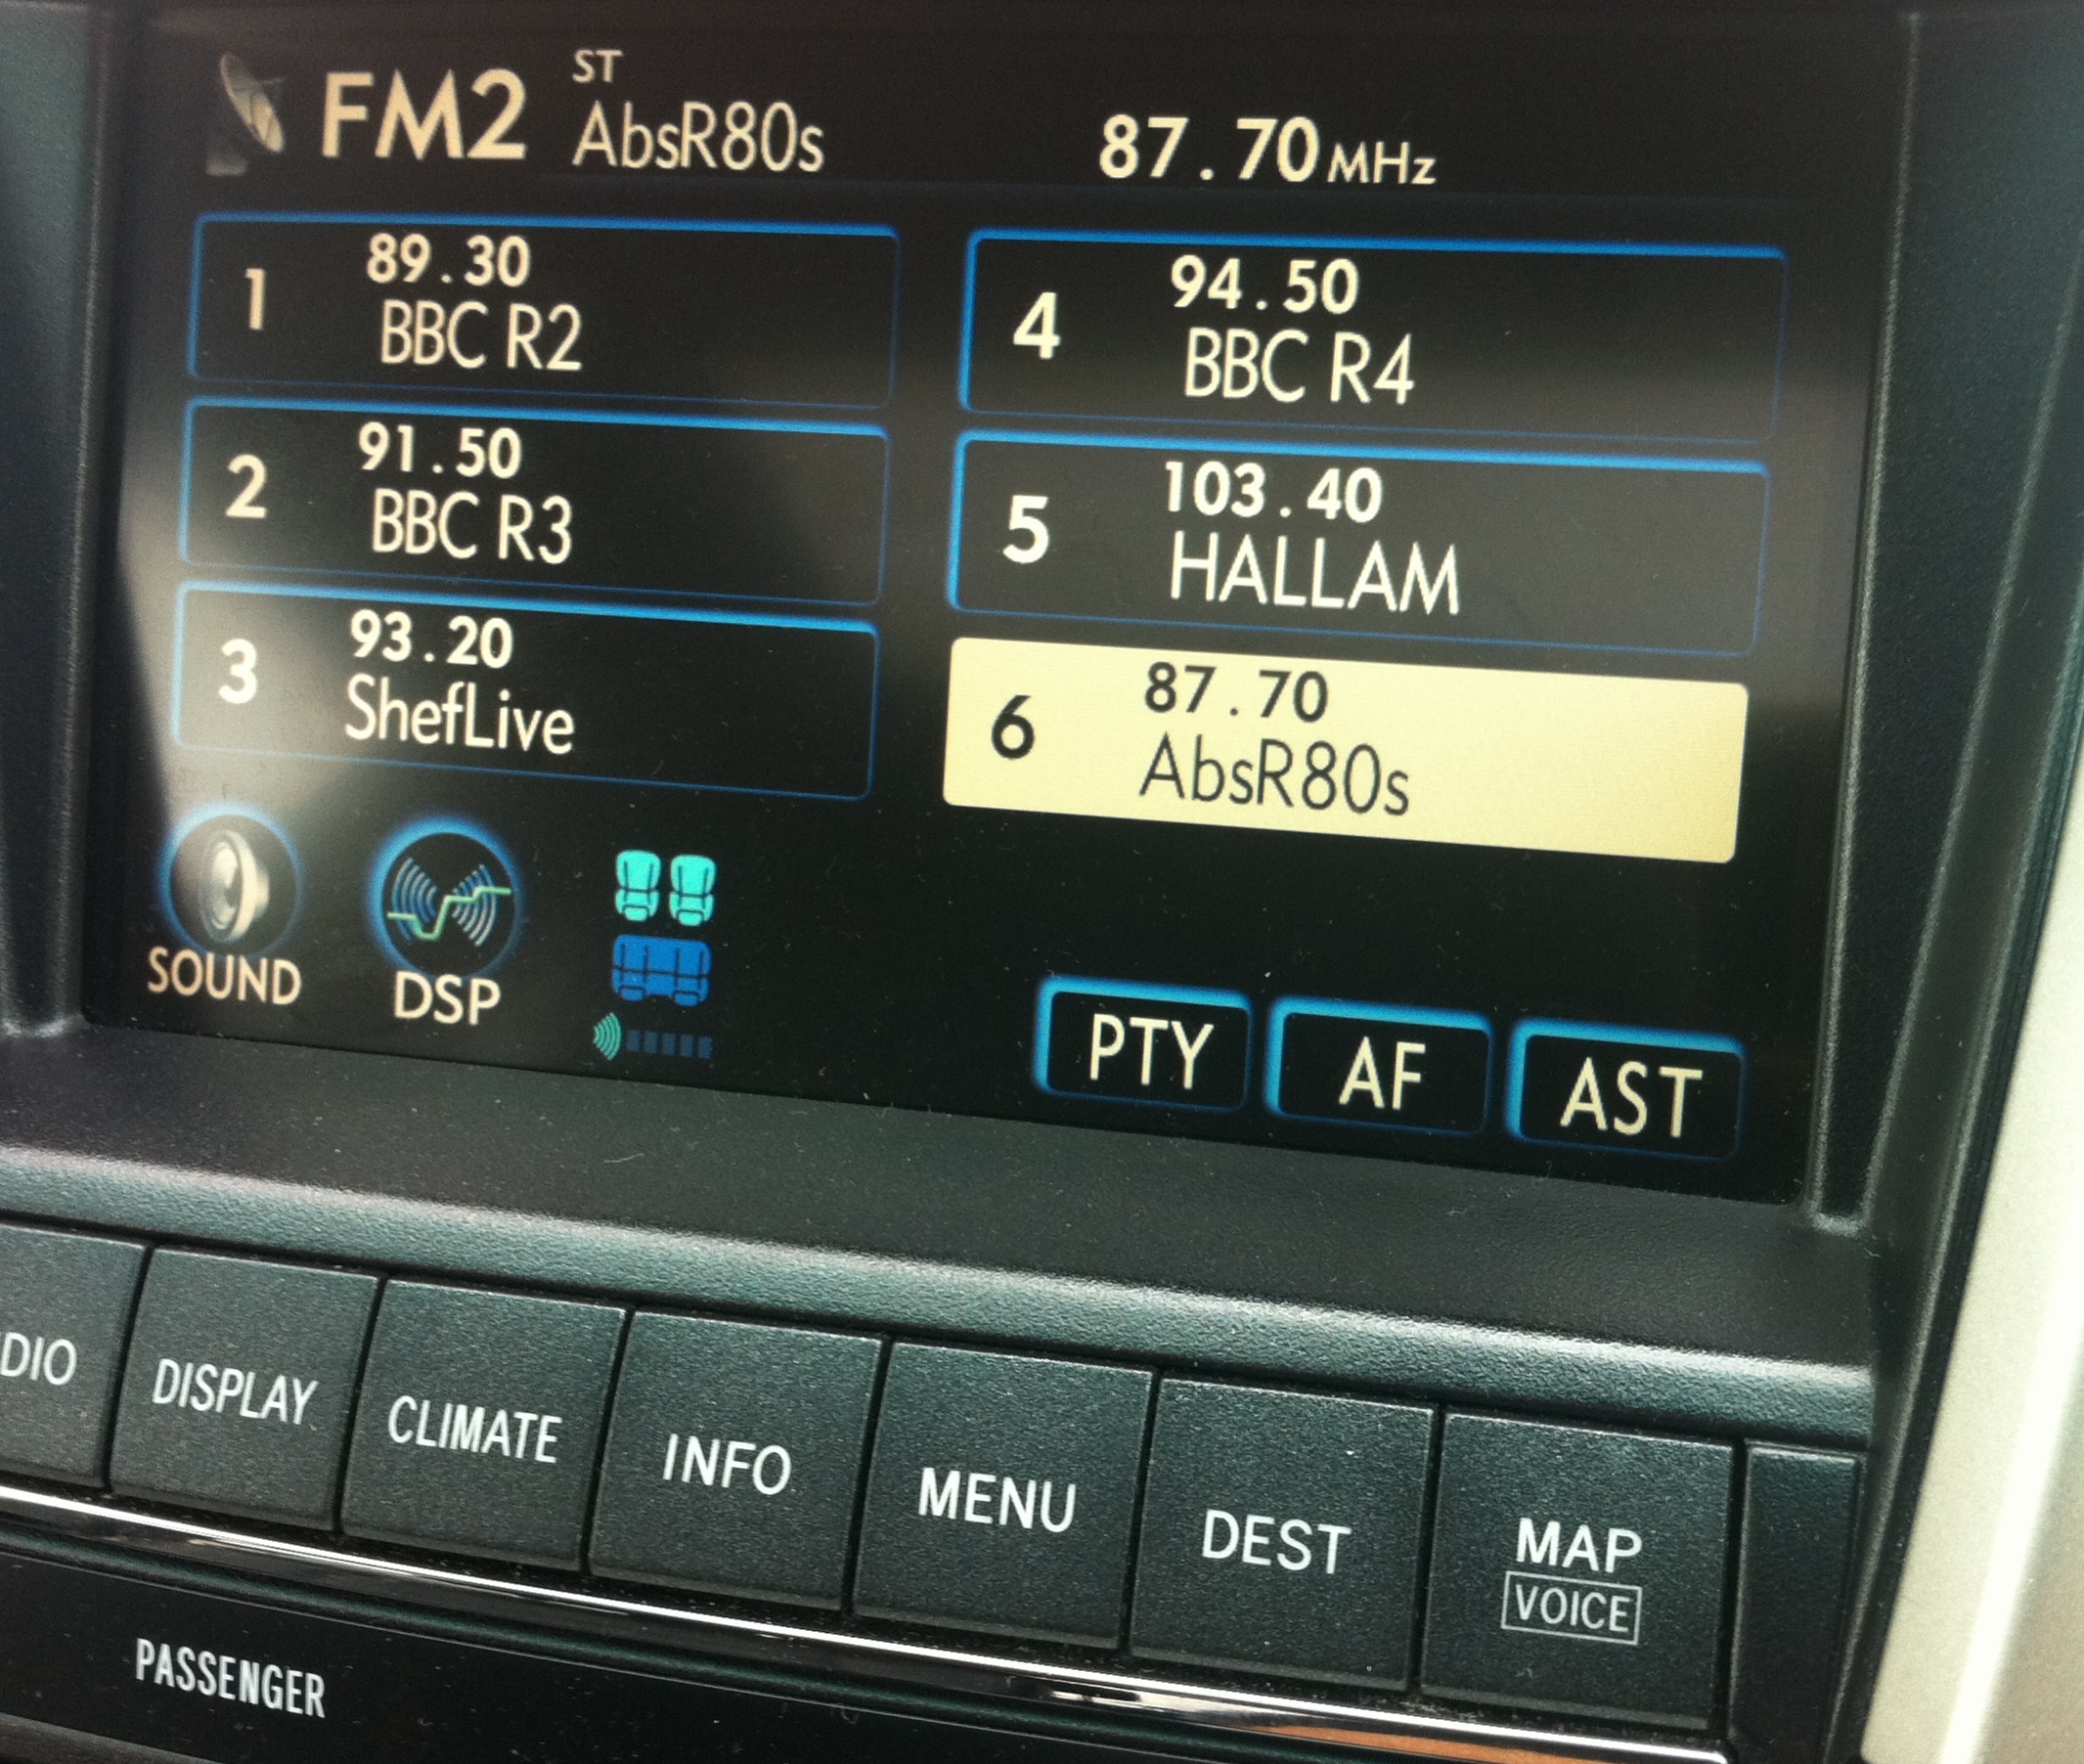 FM2
ST
AbsR80s
87.70MHz
1
89.30
BBC R2
4
94.50
BBC R4
2
91.50
BBC R3
5
103.40
HALLAM
3
93.20
ShefLive
6
87.70
AbsR80s
SOUND
DSP
PTY
AF
AST
DIO
DISPLAY
CLIMATE
INFO
MENU
DEST
MAP
VOICE
PASSENGER